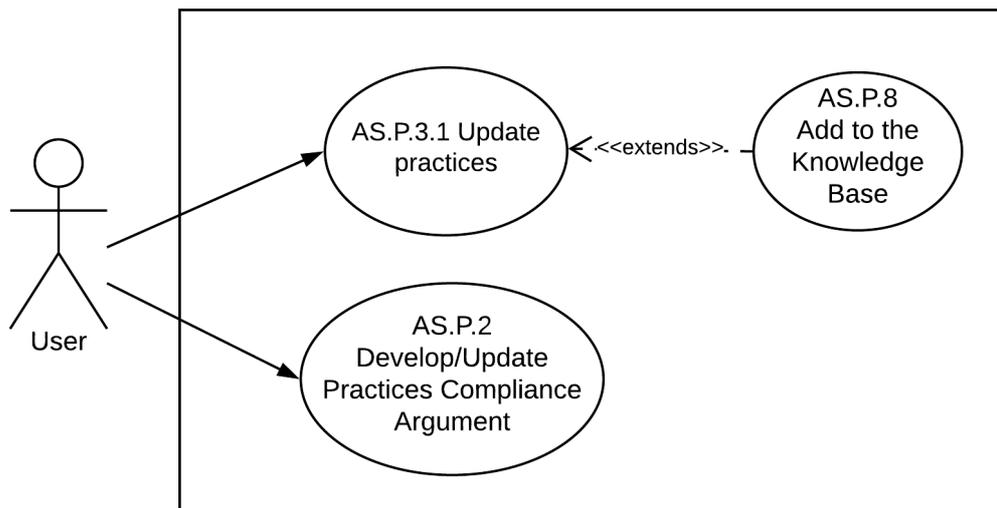 AS.P.3.1 Update
practices
<<extends>>
AS.P.8
Add to the
Knowledge
Base
User
AS.P.2
Develop/Update
Practices Compliance
Argument